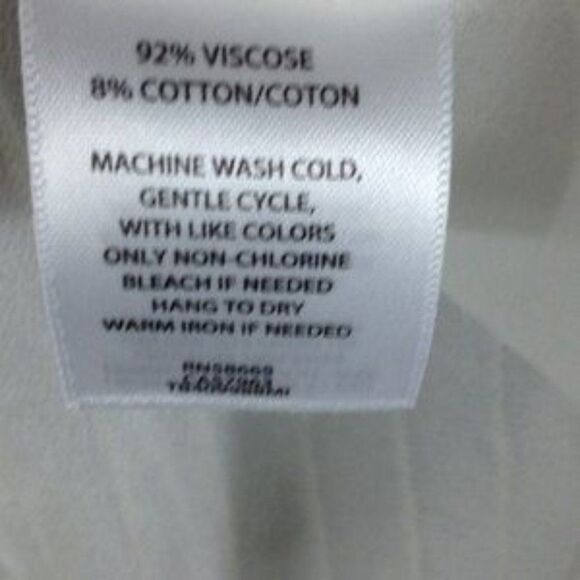 92% VISCOSE
8% COTTON/COTON
MACHINE WASH COLD,
GENTLE CYCLE,
WITH LIKE COLORS
ONLY NON-CHLORINE
BLEACH IF NEEDED
HANG TO DRY
WARM IRON IF NEEDED
RN58669